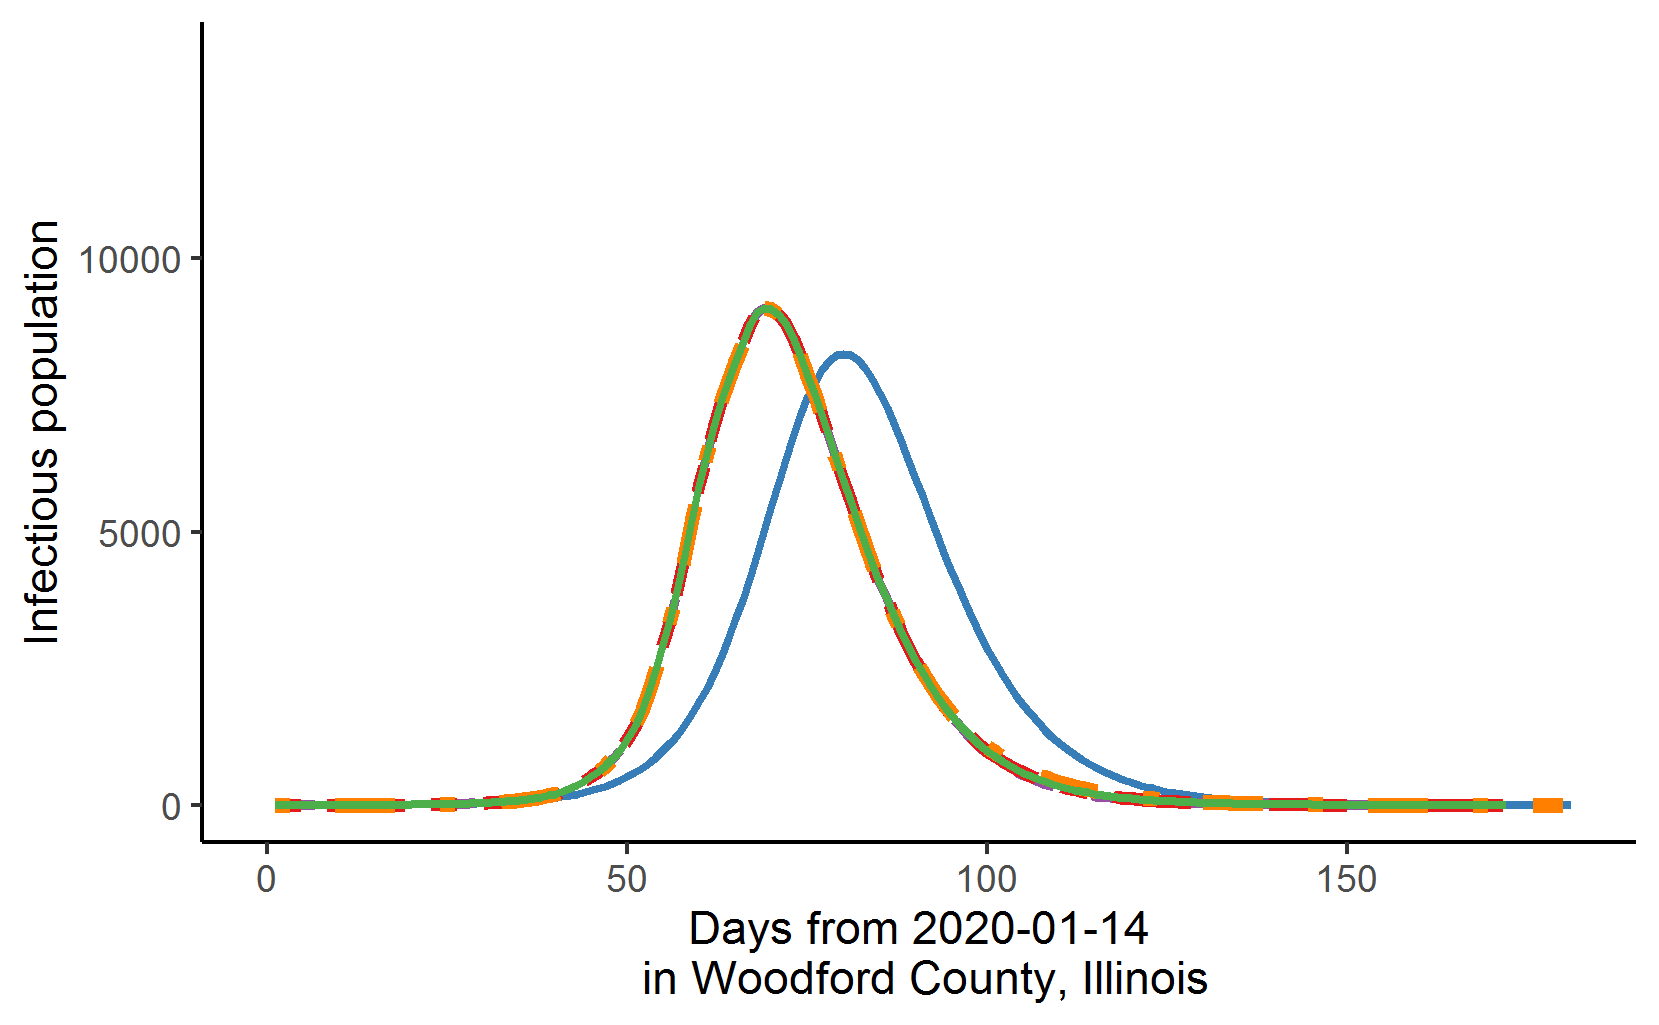 Infectious population
10000
5000
0
0 50 100 150
Days from 2020-01-14
in Woodford County, Illinois